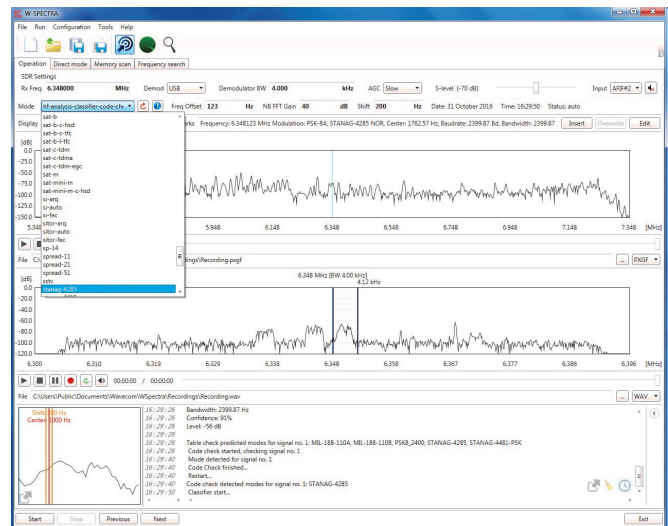 W-SPECTRA
File Run Configuration Tools Help
Operation Direct mode Memory scan Frequency search
SDR Settings
Rx Freq 6.348000 MHz Demod USB Demodulator BW 4.000 kHz AGC Slow S-level (-70 dB) Input AFIF#2
Mode hf-analysis-classifier-code-ch Freq Offset 123 Hz NB FFT Gain 40 dB Shift 200 Hz Date: 31 October 2016 Time: 16:29:50 Status: auto
Display Frequency: 6.348123 MHz Modulation: PSK-8A, STANAG-4285 NOR, Center: 1762.57 Hz, Baudrate: 2399.87 Bd, Bandwidth: 2399.87 Insert Overwrite Edit
sat-b
sat-b-c-hsd
sat-b-c-tfc
sat-b-l-tfc
sat-c-tdm
sat-c-tdma
sat-c-tdm-egc
sat-m
sat-mini-m
sat-mini-m-c-hsd
si-arq
si-auto
si-fec
sitor-arq
sitor-auto
sitor-fec
sp-14
spread-11
spread-21
spread-51
sstv
stanag-4285
[dB]
0.0
-25.0
-50.0
-75.0
-100.0
-125.0
-150.0
5.948 6.148 6.348 6.548 6.748 6.948 7.148 7.348 [MHz]
File dings\Recording.pxgf ... PXGF
[dB] 6.348 MHz [BW 4.00 kHz]
4.12 kHz
0.0
-20.0
-40.0
-60.0
-80.0
-100.0
-120.0
6.300 6.310 6.319 6.329 6.338 6.348 6.358 6.367 6.377 6.386 6.396 [MHz]
00:00:00 / 00:00:00
File C:\Users\Public\Documents\Wavecom\WSpectra\Recordings\Recording.wav ... WAV
Center: 1000 Hz
16:29:26 Bandwidth: 2399.87 Hz
16:29:26 Confidence: 91%
16:29:26 Level: -56 dB
16:29:26
16:29:26 Table check predicted modes for signal no. 1: MIL-188-110A, MIL-188-110B, PSK8_2400, STANAG-4285, STANAG-4481-PSK
16:29:26 Code check started, checking signal no. 1
16:29:40 Mode detected for signal no. 1
16:29:40 Code Check finished...
16:29:40 Restart...
16:29:40 Code check detected modes for signal no. 1: STANAG-4285
16:29:50 Classifier start...
Start Stop Previous Next Exit